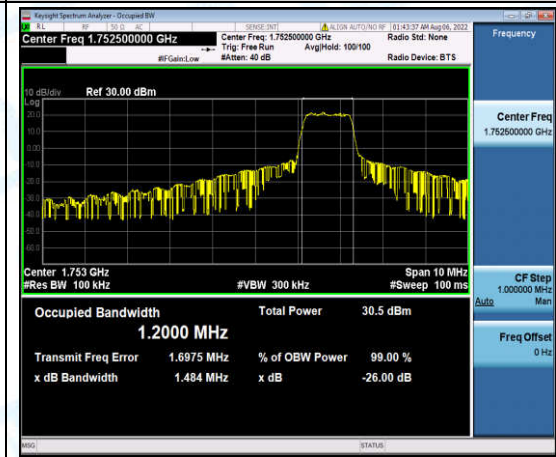 Keysight Spectrum Analyzer - Occupied BW
RL RF 50 Ω AC SENSE:INT ALIGN AUTO/NO RF 01:43:37 AM Aug 06, 2022
Center Freq 1.752500000 GHz Center Freq: 1.752500000 GHz Radio Std: None
Trig: Free Run Avg|Hold: 100/100
#IFGain:Low #Atten: 40 dB Radio Device: BTS
Frequency
10 dB/div Ref 30.00 dBm
Log
20.0
10.0
0.00
-10.0
-20.0
-30.0
-40.0
-50.0
-60.0
Center 1.753 GHz Span 10 MHz
#Res BW 100 kHz #VBW 300 kHz #Sweep 100 ms
Occupied Bandwidth Total Power 30.5 dBm
1.2000 MHz
Transmit Freq Error 1.6975 MHz % of OBW Power 99.00 %
x dB Bandwidth 1.484 MHz x dB -26.00 dB
Center Freq
1.752500000 GHz
CF Step
1.000000 MHz
Auto Man
Freq Offset
0 Hz
MSG STATUS